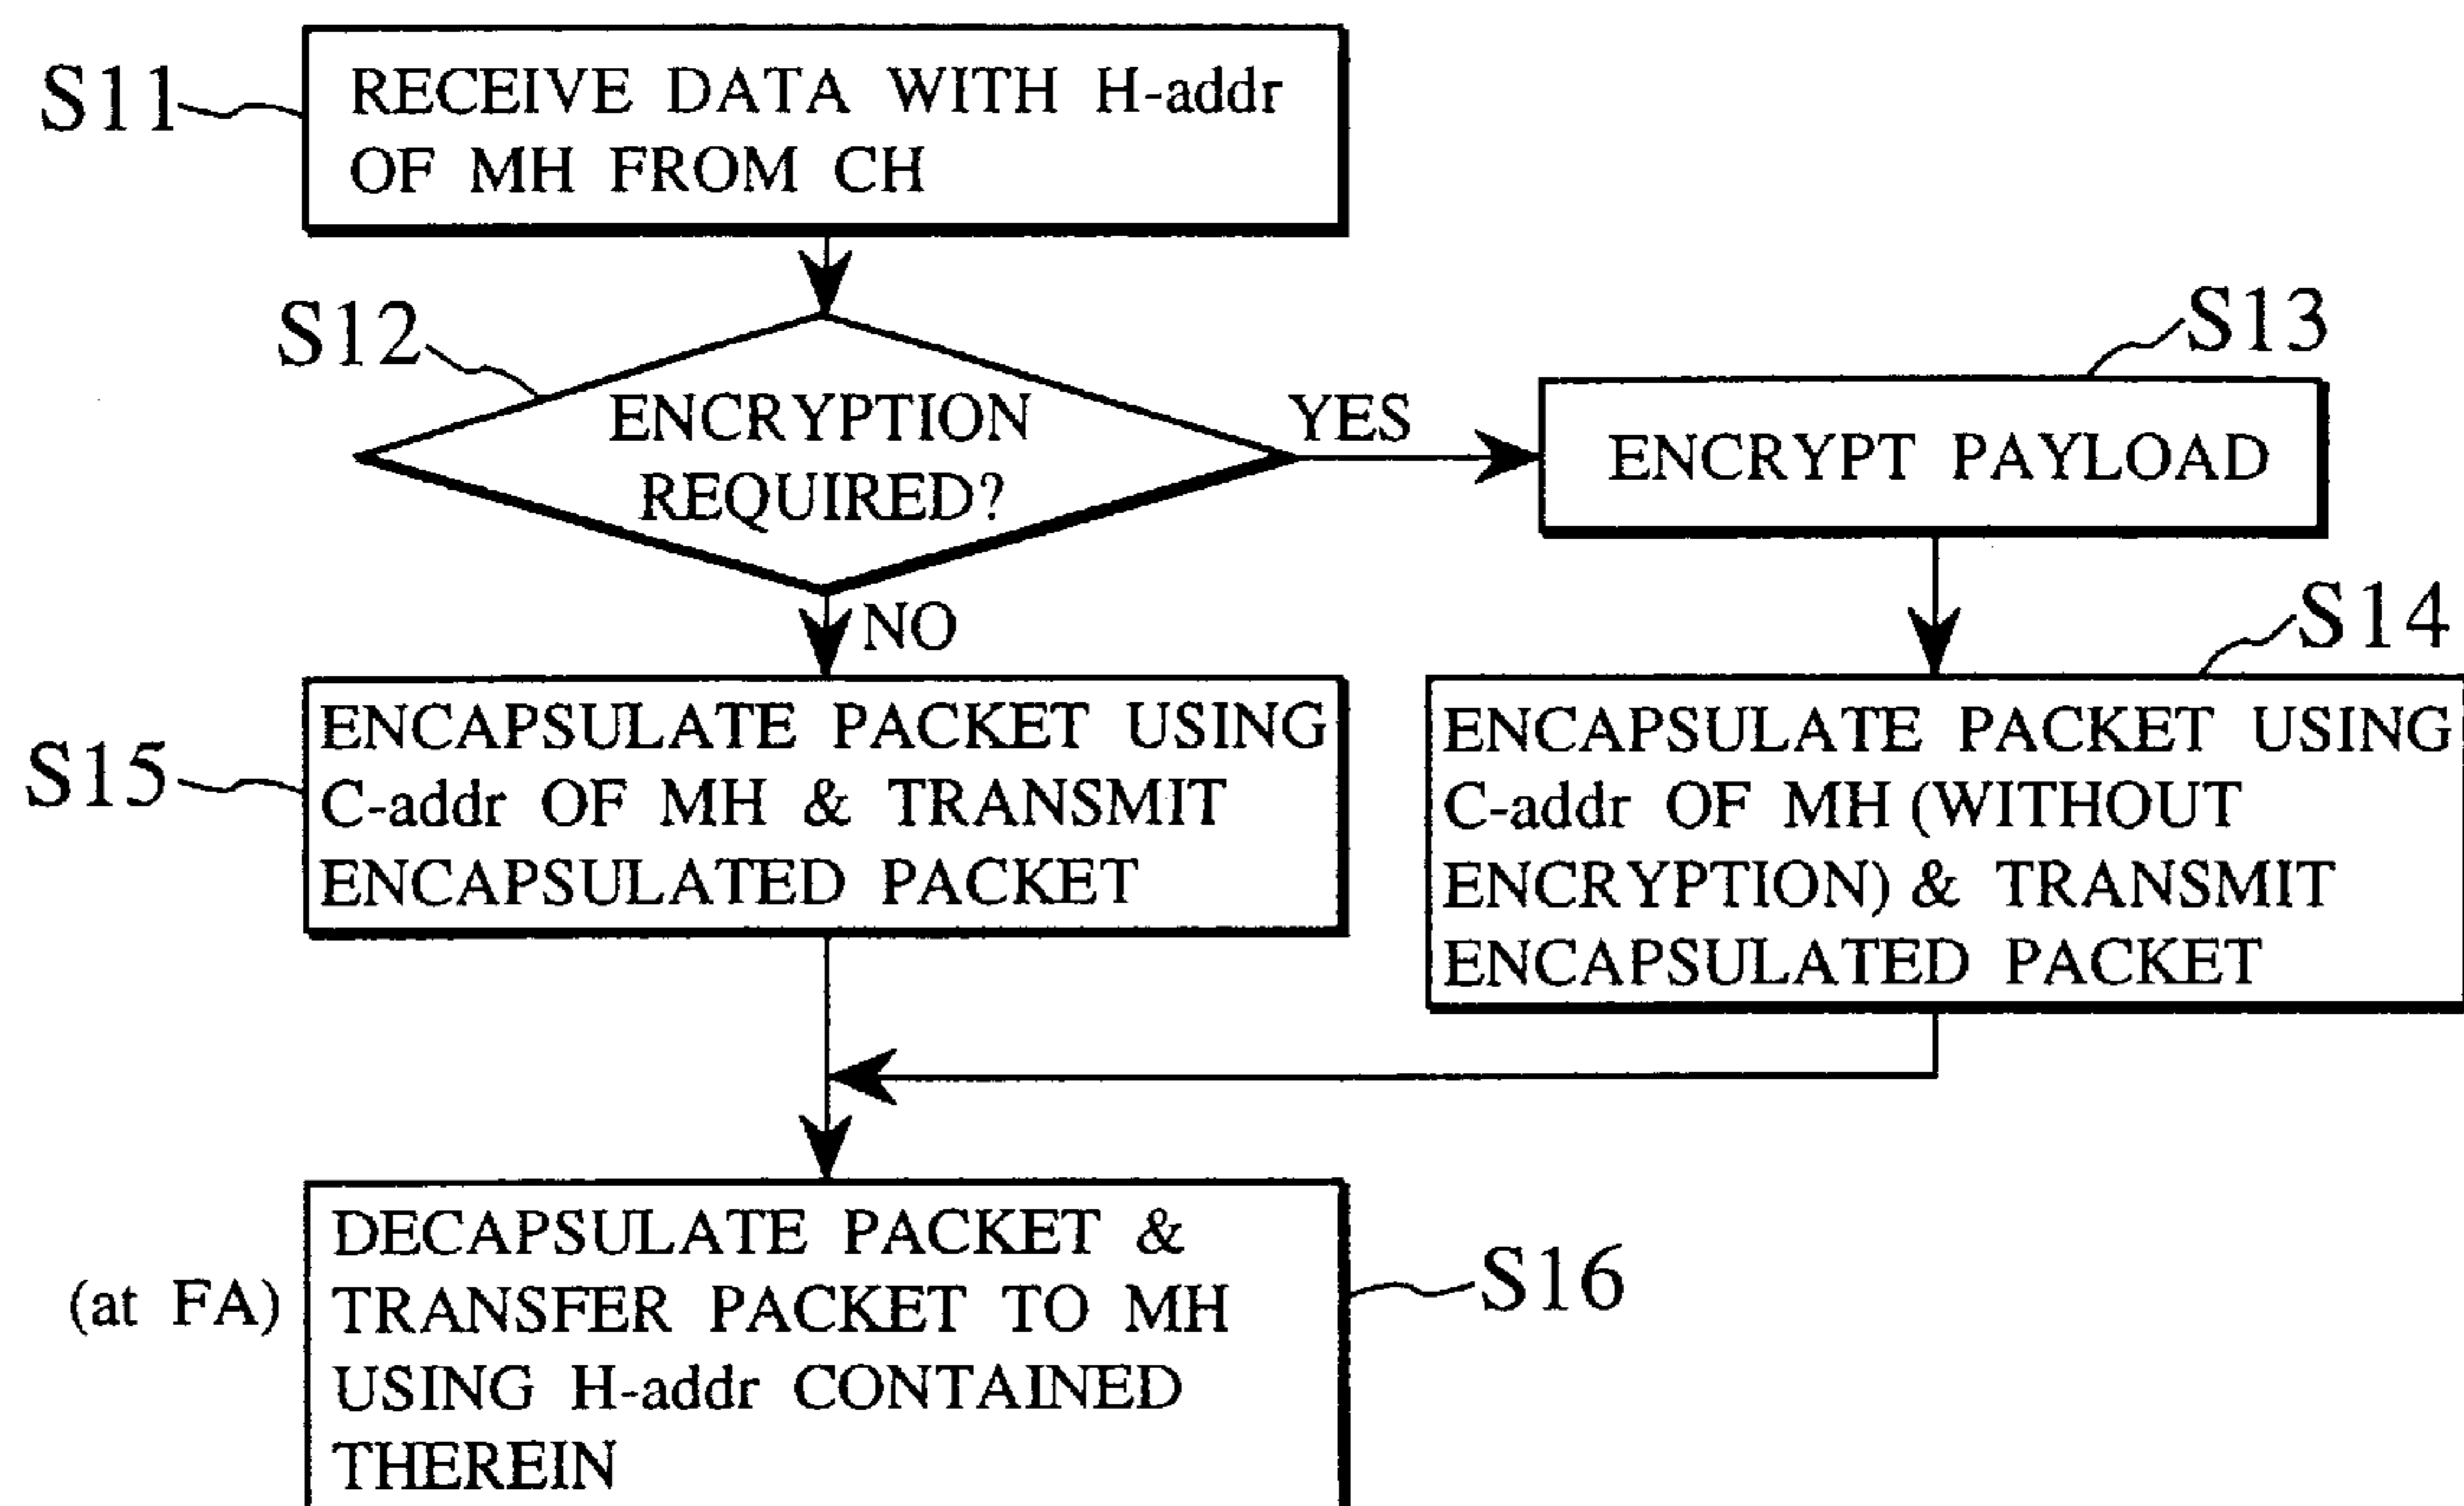 S11
RECEIVE DATA WITH H-addr
OF MH FROM CH
S12
ENCRYPTION
REQUIRED?
YES
S13
ENCRYPT PAYLOAD
NO
S14
S15
ENCAPSULATE PACKET USING
C-addr OF MH & TRANSMIT
ENCAPSULATED PACKET
ENCAPSULATE PACKET USING
C-addr OF MH (WITHOUT
ENCRYPTION) & TRANSMIT
ENCAPSULATED PACKET
(at FA)
DECAPSULATE PACKET &
TRANSFER PACKET TO MH
USING H-addr CONTAINED
THEREIN
S16